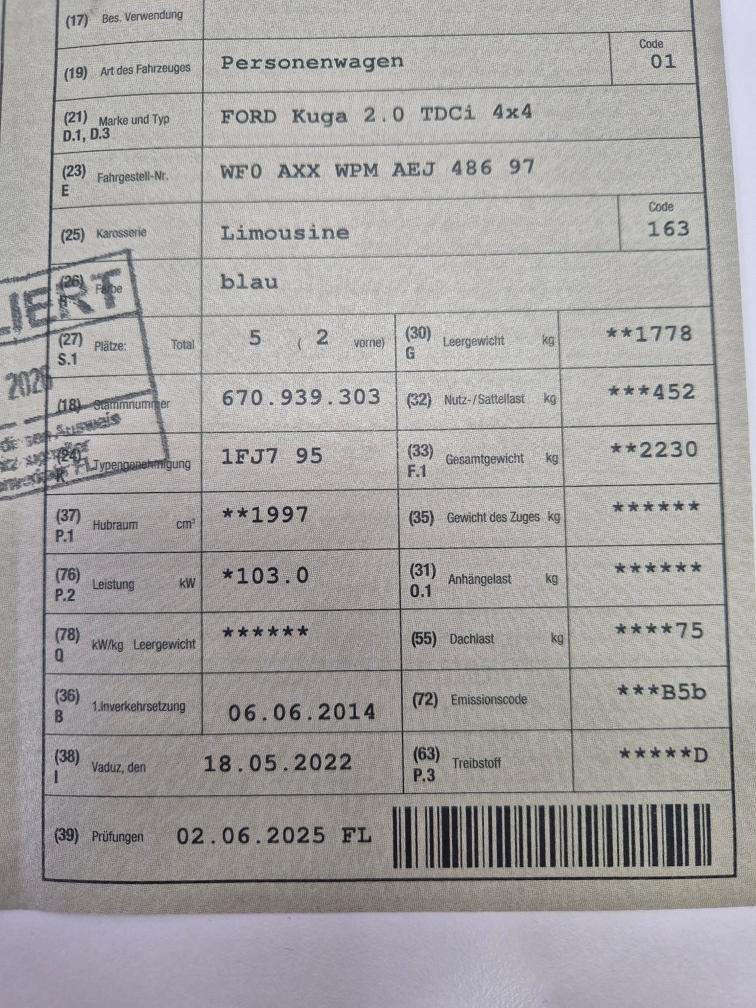 (17) Bes. Verwendung
(19) Art des Fahrzeuges Personenwagen Code 01
(21) Marke und Typ FORD Kuga 2.0 TDCi 4x4
D.1, D.3
(23) Fahrgestell-Nr. WF0 AXX WPM AEJ 486 97
E
(25) Karosserie Limousine Code 163
(26) Farbe blau
(27) Plätze: Total 5 ( 2 vorne) (30) Leergewicht kg **1778
S.1 G
(18) Stammnummer 670.939.303 (32) Nutz-/Sattellast kg ***452
(24) Typengenehmigung 1FJ7 95 (33) Gesamtgewicht kg **2230
K F.1
(37) Hubraum cm³ **1997 (35) Gewicht des Zuges kg ******
P.1
(76) Leistung kW *103.0 (31) Anhängelast kg ******
P.2 O.1
(78) kW/kg Leergewicht ****** (55) Dachlast kg ****75
Q
(36) 1.Inverkehrsetzung 06.06.2014 (72) Emissionscode ***B5b
B
(38) Vaduz, den 18.05.2022 (63) Treibstoff *****D
I P.3
(39) Prüfungen 02.06.2025 FL
LIERT